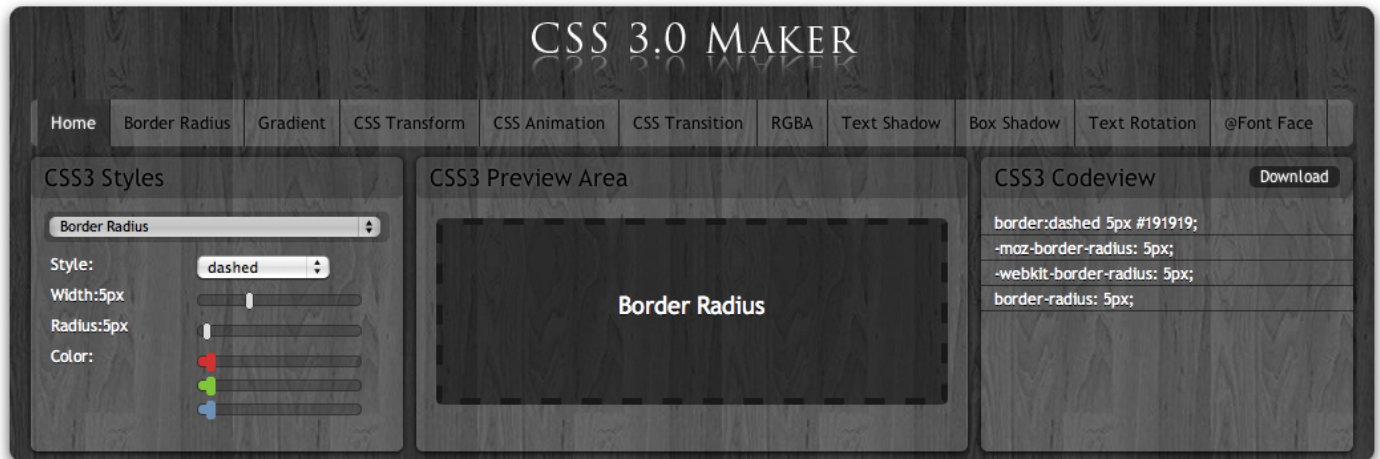 CSS 3.0 MAKER
Home Border Radius Gradient CSS Transform CSS Animation CSS Transition RGBA Text Shadow Box Shadow Text Rotation @Font Face
CSS3 Styles
Border Radius
Style: dashed
Width:5px
Radius:5px
Color:
CSS3 Preview Area
Border Radius
CSS3 Codeview Download
border:dashed 5px #191919;
-moz-border-radius: 5px;
-webkit-border-radius: 5px;
border-radius: 5px;